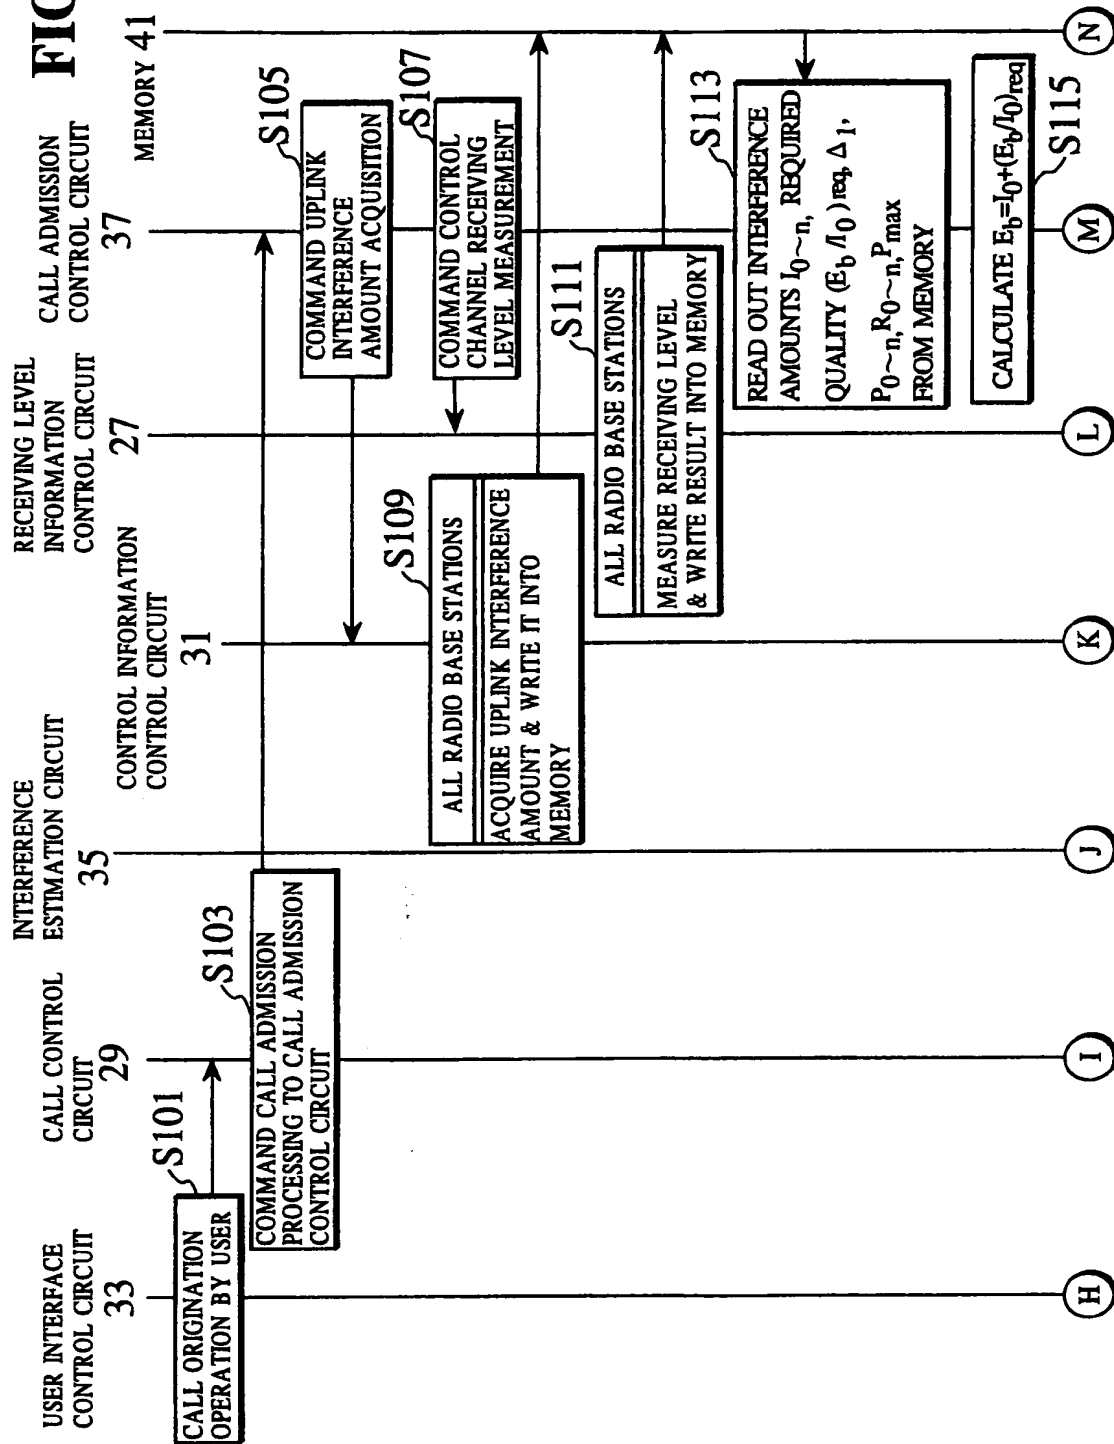 FIG
USER INTERFACE
CONTROL CIRCUIT
33
CALL CONTROL
CIRCUIT
29
INTERFERENCE
ESTIMATION CIRCUIT
35
CONTROL INFORMATION
CONTROL CIRCUIT
31
RECEIVING LEVEL
INFORMATION
CONTROL CIRCUIT
27
CALL ADMISSION
CONTROL CIRCUIT
37
MEMORY 41
S101
CALL ORIGINATION
OPERATION BY USER
S103
COMMAND CALL ADMISSION
PROCESSING TO CALL ADMISSION
CONTROL CIRCUIT
S105
COMMAND UPLINK
INTERFERENCE
AMOUNT ACQUISITION
S107
COMMAND CONTROL
CHANNEL RECEIVING
LEVEL MEASUREMENT
S109
ALL RADIO BASE STATIONS
ACQUIRE UPLINK INTERFERENCE
AMOUNT & WRITE IT INTO
MEMORY
S111
ALL RADIO BASE STATIONS
MEASURE RECEIVING LEVEL
& WRITE RESULT INTO MEMORY
S113
READ OUT INTERFERENCE
AMOUNTS I0~n, REQUIRED
QUALITY (Eb/I0)req, Δ1,
P0~n, R0~n, Pmax
FROM MEMORY
CALCULATE Eb=I0+(Eb/I0)req
S115
H
I
J
K
L
M
N